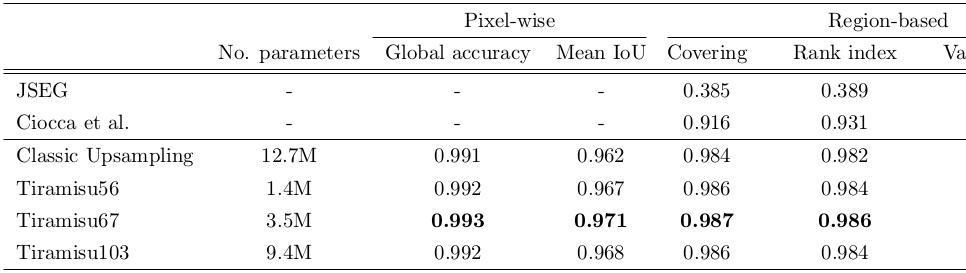 Pixel-wise Region-based
No. parameters Global accuracy Mean IoU Covering Rank index
JSEG - - - 0.385 0.389
Ciocca et al. - - - 0.916 0.931
Classic Upsampling 12.7M 0.991 0.962 0.984 0.982
Tiramisu56 1.4M 0.992 0.967 0.986 0.984
Tiramisu67 3.5M 0.993 0.971 0.987 0.986
Tiramisu103 9.4M 0.992 0.968 0.986 0.984